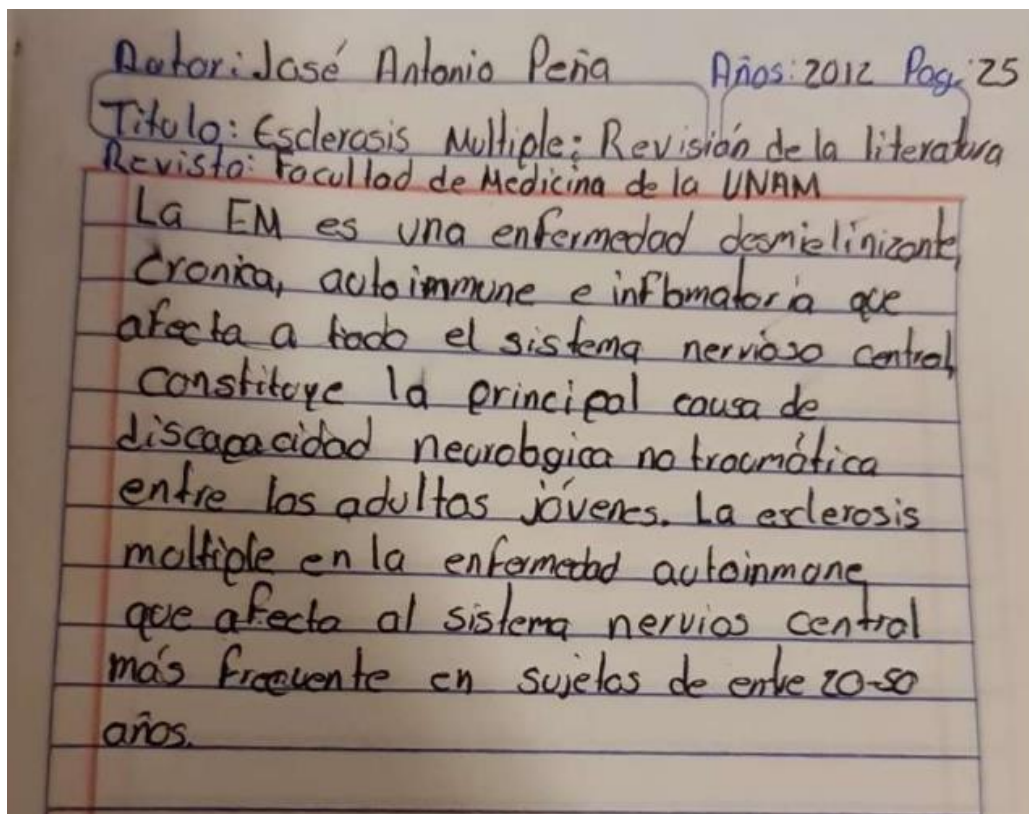 Autor: José Antonio Peña Años: 2012 Pag: 25
Titulo: Esclerosis Multiple: Revisión de la literatura
Revista: Facultad de Medicina de la UNAM
La EM es una enfermedad desmielinizante,
cronica, autoimmune e inflamatoria que
afecta a todo el sistema nervioso central,
constituye la principal causa de
discapacidad neurologica no traumática
entre los adultos jóvenes. La esclerosis
multiple en la enfermedad autoinmune
que afecta al sistema nervios central
más frecuente en sujetos de entre 20-50
años.